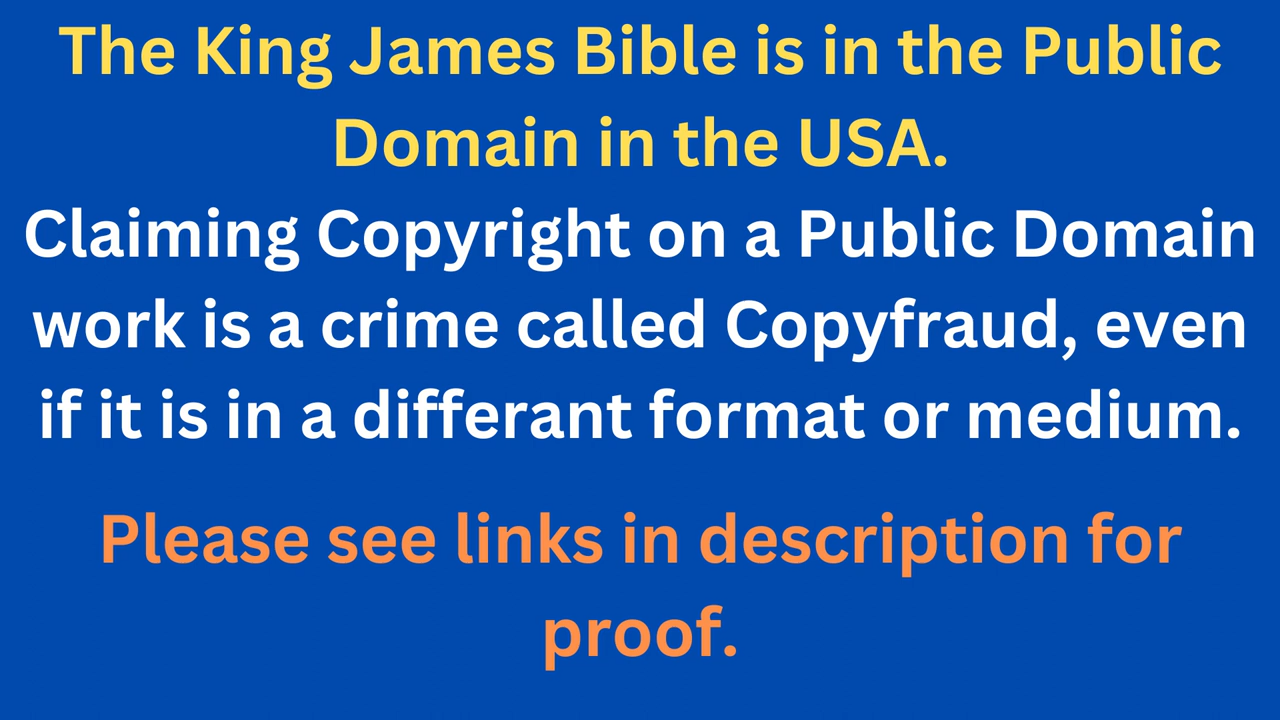 The King James Bible is in the Public
Domain in the USA.
Claiming Copyright on a Public Domain
work is a crime called Copyfraud, even
if it is in a differant format or medium.
Please see links in description for
proof.